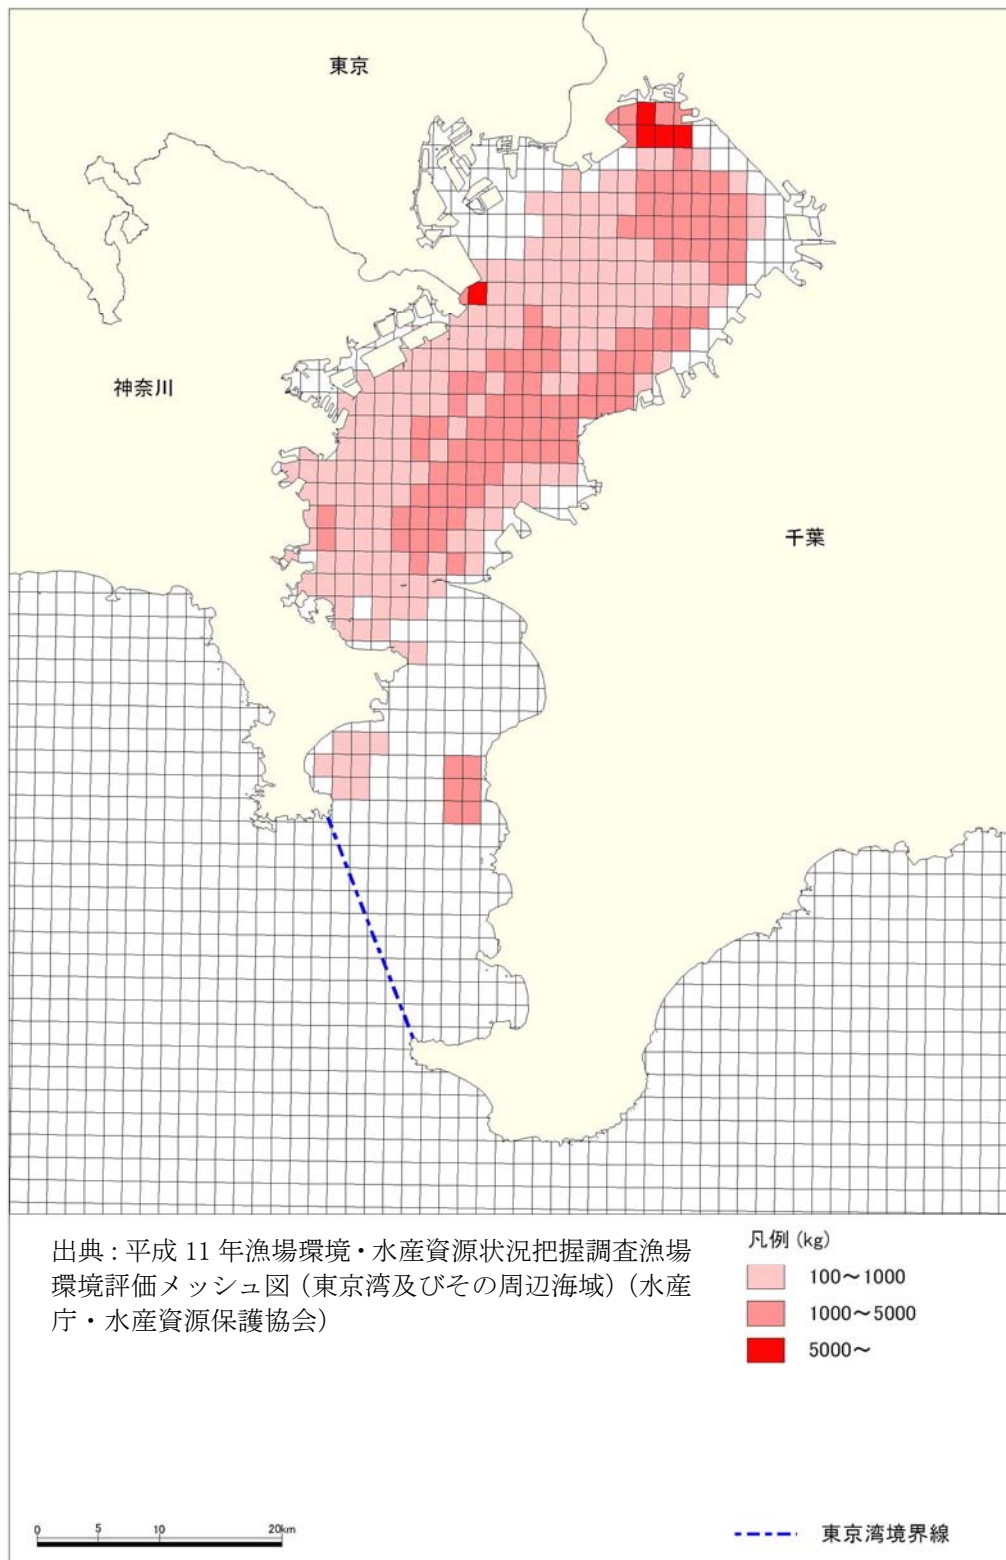 東京
神奈川
千葉
出典：平成 11 年漁場環境・水産資源状況把握調査漁場
環境評価メッシュ図（東京湾及びその周辺海域）（水産
庁・水産資源保護協会）
凡例 (kg)
100～1000
1000～5000
5000～
0 5 10 20km
東京湾境界線